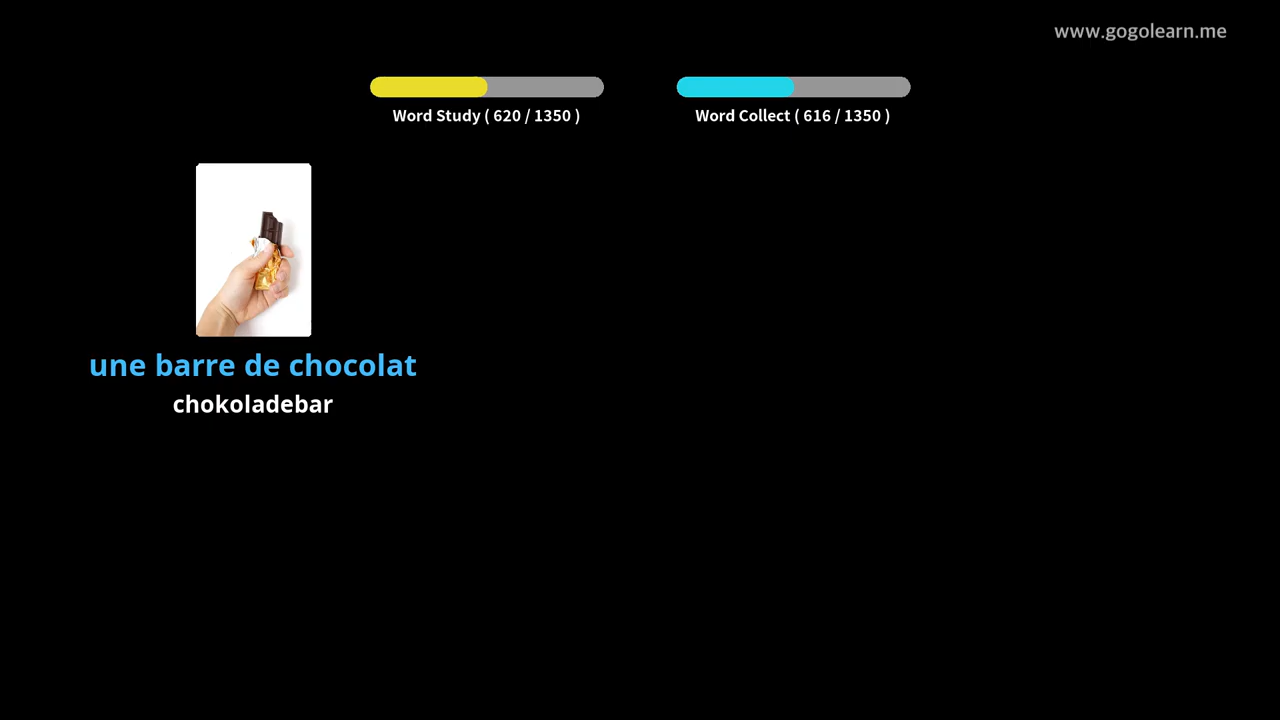 www.gogolearn.me
Word Study ( 620 / 1350 )
Word Collect ( 616 / 1350 )
une barre de chocolat
chokoladebar